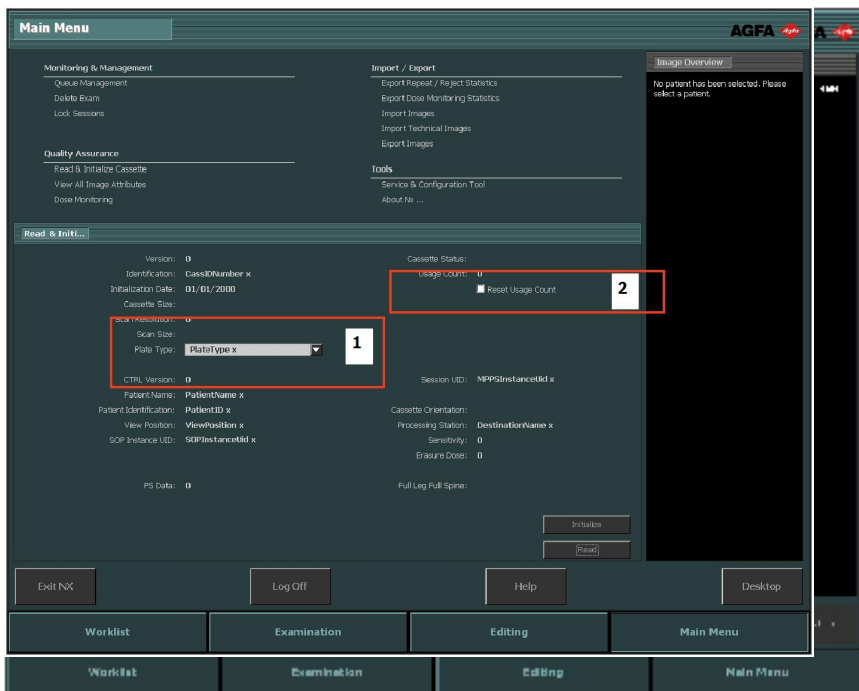 Main Menu
AGFA
Monitoring & Management
Queue Management
Delete Exam
Lock Sessions
Quality Assurance
Read & Initialize Cassette
View All Image Attributes
Dose Monitoring
Import / Export
Export Repeat / Reject Statistics
Export Dose Monitoring Statistics
Import Images
Import Technical Images
Export Images
Tools
Service & Configuration Tool
About Nx ...
Image Overview
No patient has been selected. Please
select a patient.
Read & Initi...
Version: 0
Identification: CassIDNumber x
Initialization Date: 01/01/2000
Cassette Size:
Scan Resolution: 0
Scan Size:
Plate Type: PlateType x
1
CTRL Version: 0
Patient Name: PatientName x
Patient Identification: PatientID x
View Position: ViewPosition x
SOP Instance UID: SOPInstanceUid x
PS Data: 0
Cassette Status:
Usage Count: 0
Reset Usage Count
2
Session UID: MPPSInstanceUid x
Cassette Orientation:
Processing Station: DestinationName x
Sensitivity: 0
Erasure Dose: 0
Full Leg Full Spine:
Initialize
Read
Exit NX
Log Off
Help
Desktop
Worklist
Examination
Editing
Main Menu
Worklist
Examination
Editing
Main Menu